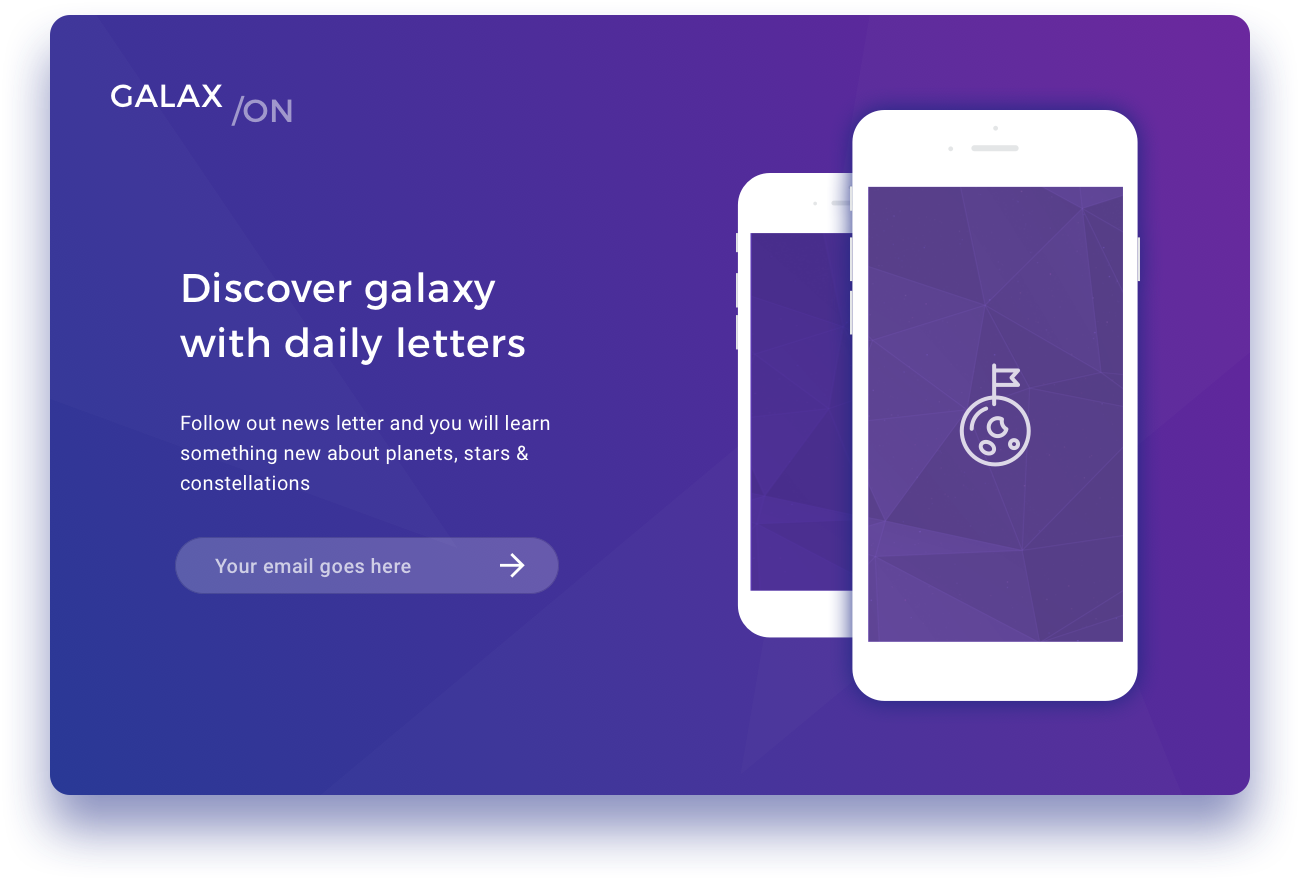 GALAX
/ON
Discover galaxy
with daily letters
Follow out news letter and you will learn
something new about planets, stars &
constellations
Your email goes here